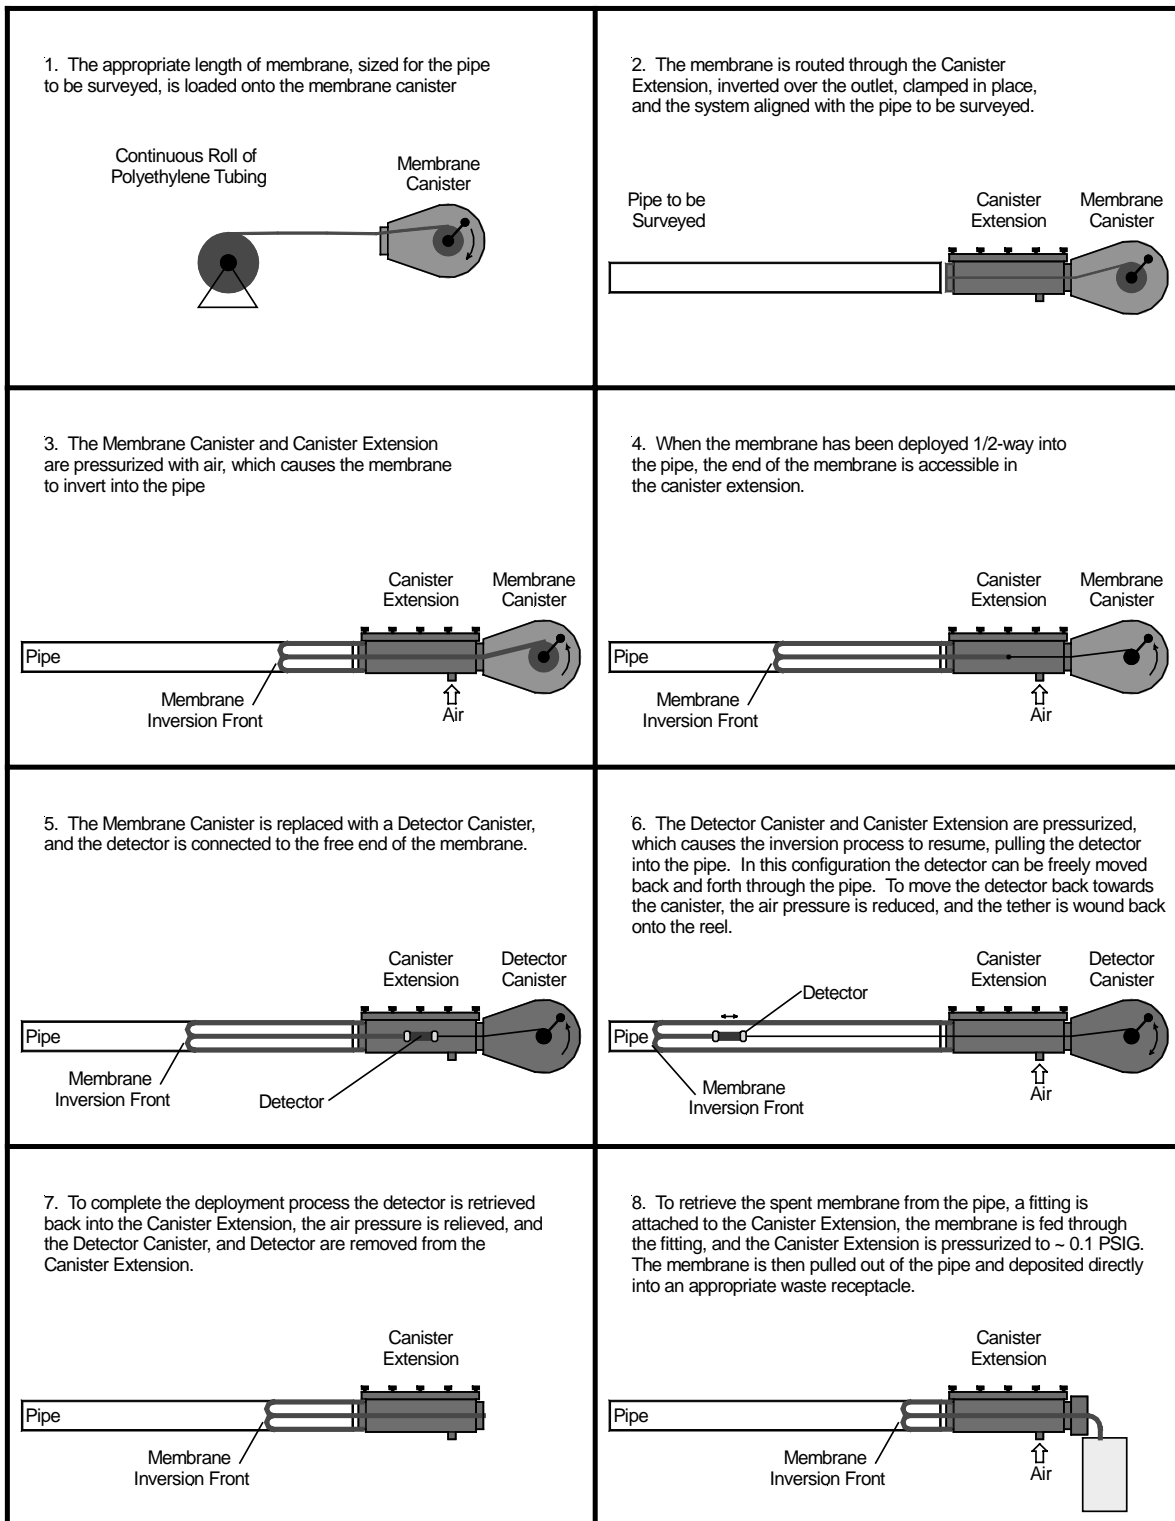 1.  The appropriate length of membrane, sized for the pipe
to be surveyed, is loaded onto the membrane canister
Continuous Roll of
Polyethylene Tubing
Membrane
Canister
2.  The membrane is routed through the Canister
Extension, inverted over the outlet, clamped in place,
and the system aligned with the pipe to be surveyed.
Pipe to be
Surveyed
Canister
Extension
Membrane
Canister
3.  The Membrane Canister and Canister Extension
are pressurized with air, which causes the membrane
to invert into the pipe
Canister
Extension
Membrane
Canister
Pipe
Membrane
Inversion Front
Air
4.  When the membrane has been deployed 1/2-way into
the pipe, the end of the membrane is accessible in
the canister extension.
Canister
Extension
Membrane
Canister
Pipe
Membrane
Inversion Front
Air
5.  The Membrane Canister is replaced with a Detector Canister,
and the detector is connected to the free end of the membrane.
Canister
Extension
Detector
Canister
Pipe
Membrane
Inversion Front
Detector
6.  The Detector Canister and Canister Extension are pressurized,
which causes the inversion process to resume, pulling the detector
into the pipe.  In this configuration the detector can be freely moved
back and forth through the pipe.  To move the detector back towards
the canister, the air pressure is reduced, and the tether is wound back
onto the reel.
Canister
Extension
Detector
Canister
Detector
Pipe
Membrane
Inversion Front
Air
7.  To complete the deployment process the detector is retrieved
back into the Canister Extension, the air pressure is relieved, and
the Detector Canister, and Detector are removed from the
Canister Extension.
Canister
Extension
Pipe
Membrane
Inversion Front
8.  To retrieve the spent membrane from the pipe, a fitting is
attached to the Canister Extension, the membrane is fed through
the fitting, and the Canister Extension is pressurized to ~ 0.1 PSIG.
The membrane is then pulled out of the pipe and deposited directly
into an appropriate waste receptacle.
Canister
Extension
Pipe
Membrane
Inversion Front
Air